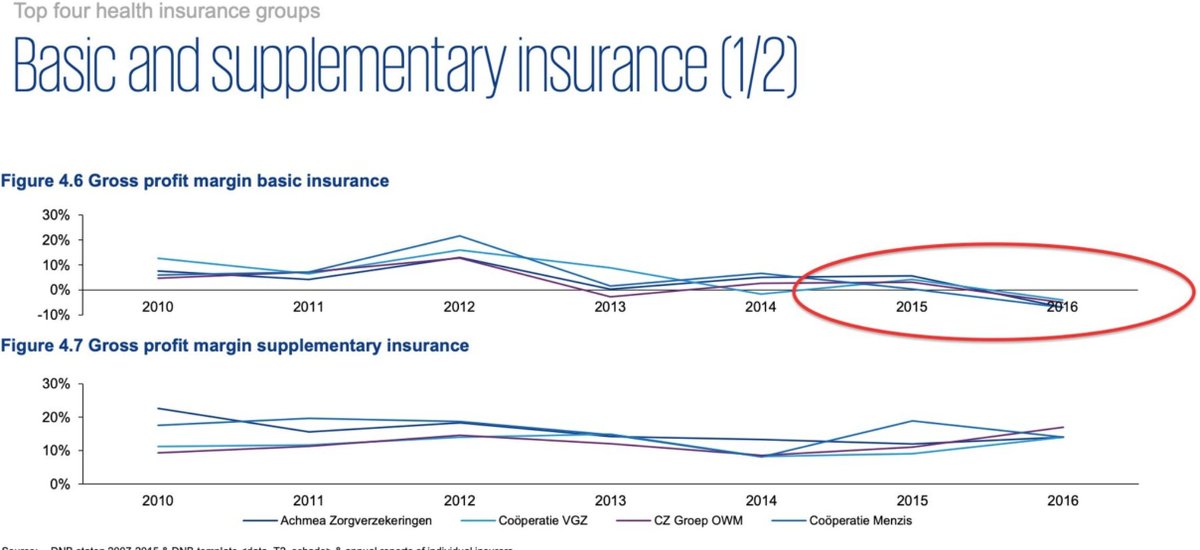 Top four health insurance groups
Basic and supplementary insurance (1/2)
Figure 4.6 Gross profit margin basic insurance
30%
20%
10%
0%
-10%
2010 2011 2012 2013 2014 2015 2016
Figure 4.7 Gross profit margin supplementary insurance
30%
20%
10%
0%
2010 2011 2012 2013 2014 2015 2016
Achmea Zorgverzekeringen Coöperatie VGZ CZ Groep OWM Coöperatie Menzis